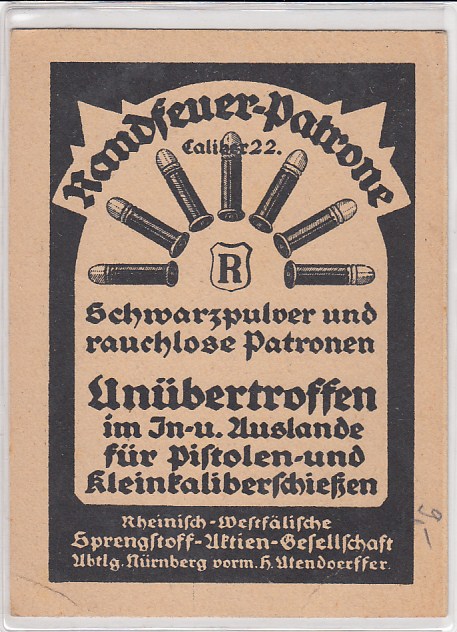 Randfeuer-Patrone
Caliber 22.
R
Schwarzpulver und
rauchlose Patronen
Unübertroffen
im In-u. Auslande
für Pistolen-und
Kleinkaliberschießen
Rheinisch-Westfälische
Sprengstoff-Aktien-Gesellschaft
Abtlg. Nürnberg vorm. H. Utendoerffer.
9,-